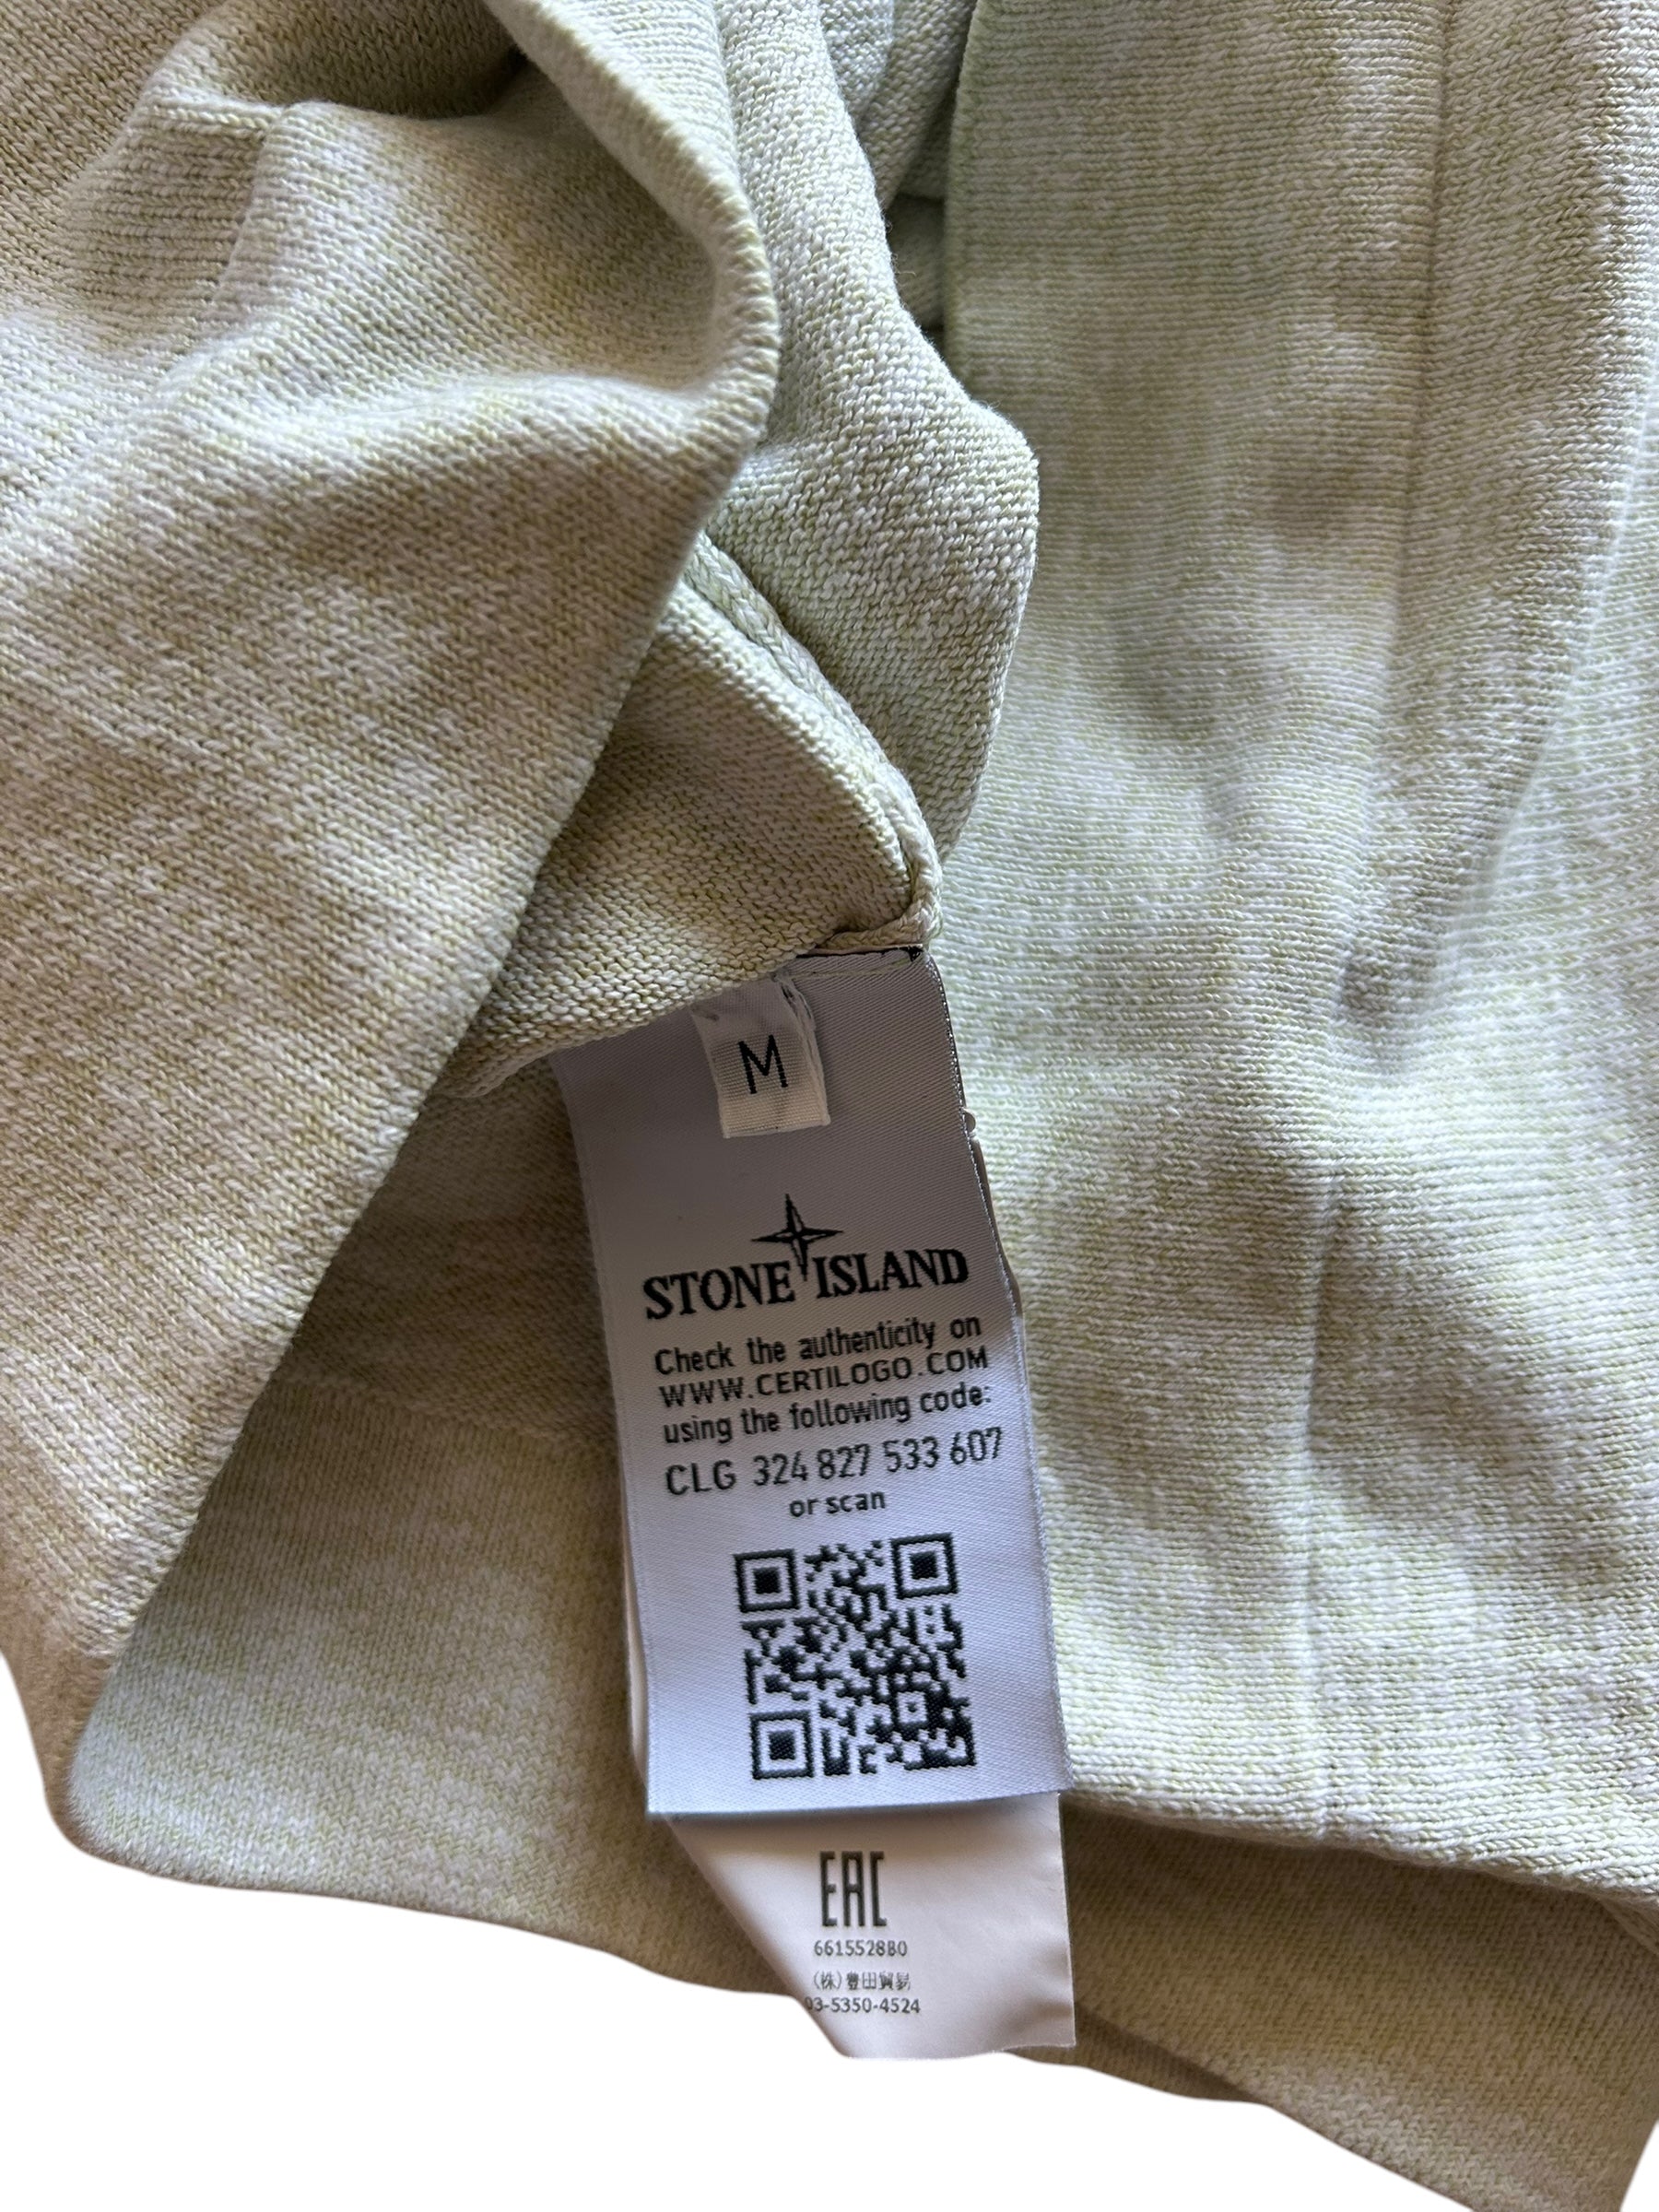 M
STONE ISLAND
Check the authenticity on
WWW.CERTILOGO.COM
using the following code:
CLG 324 827 533 607
or scan
EAC
6615528B0
(株)豊田貿易
03-5350-4524